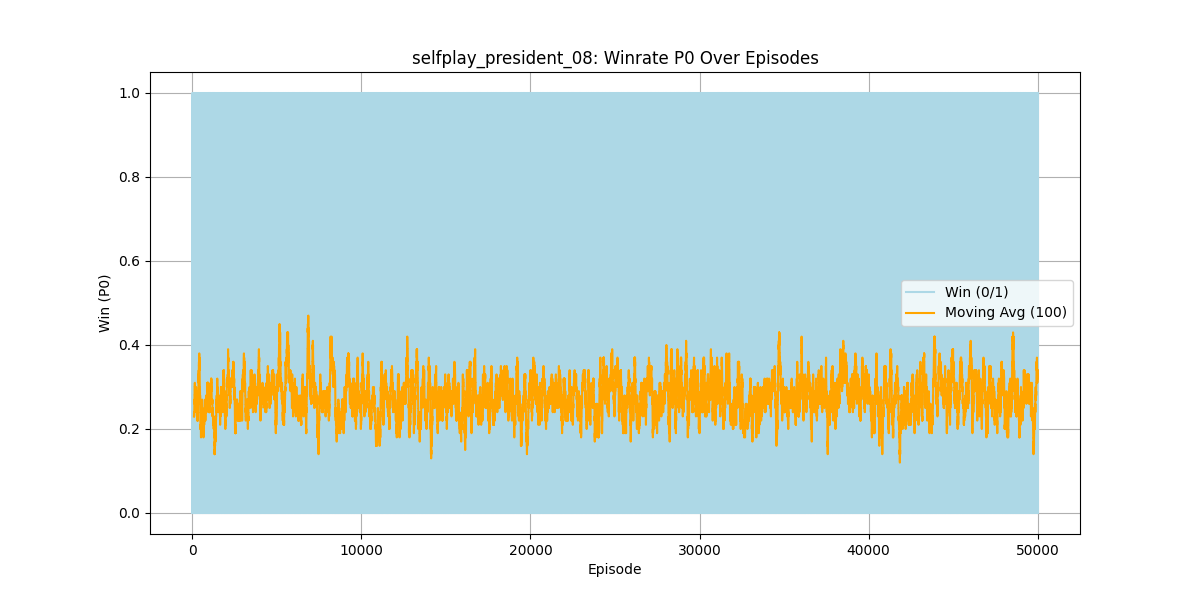 selfplay_president_08: Winrate P0 Over Episodes
Win (P0)
1.0
0.8
0.6
0.4
0.2
0.0
Win (0/1)
Moving Avg (100)
0 10000 20000 30000 40000 50000
Episode